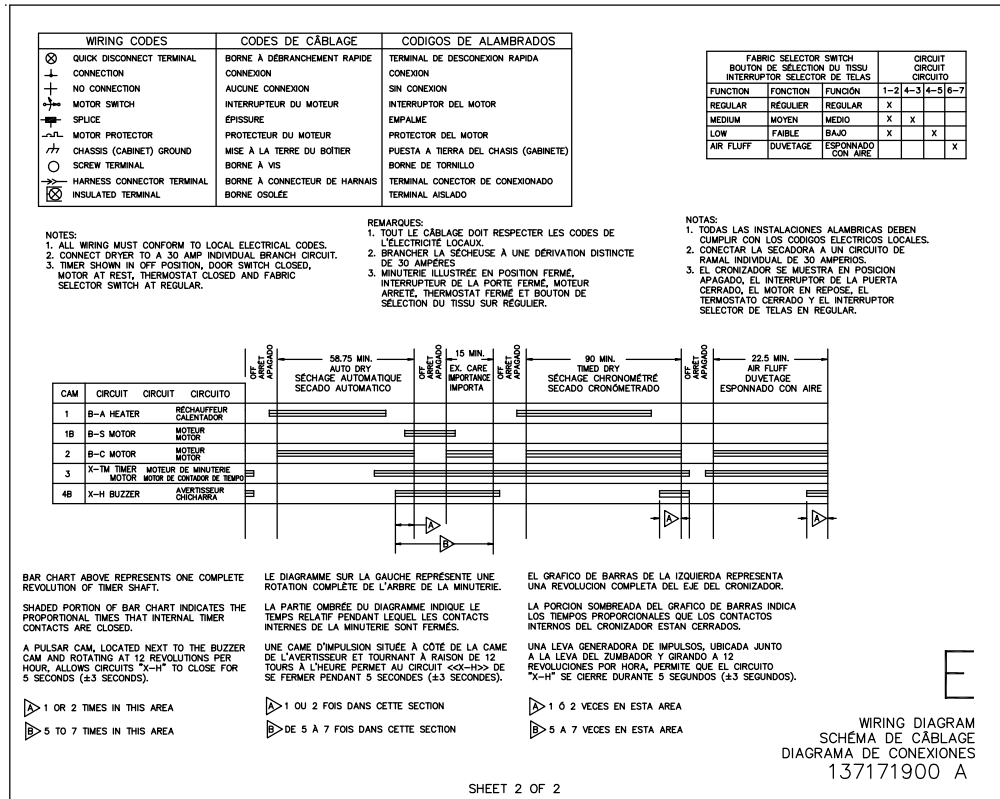 WIRING CODES CODES DE CÂBLAGE CODIGOS DE ALAMBRADOS
QUICK DISCONNECT TERMINAL BORNE À DÉBRANCHEMENT RAPIDE TERMINAL DE DESCONEXION RAPIDA
CONNECTION CONNEXION CONEXION
NO CONNECTION AUCUNE CONNEXION SIN CONEXION
MOTOR SWITCH INTERRUPTEUR DU MOTEUR INTERRUPTOR DEL MOTOR
SPLICE ÉPISSURE EMPALME
MOTOR PROTECTOR PROTECTEUR DU MOTEUR PROTECTOR DEL MOTOR
CHASSIS (CABINET) GROUND MISE À LA TERRE DU BOÎTIER PUESTA A TIERRA DEL CHASIS (GABINETE)
SCREW TERMINAL BORNE À VIS BORNE DE TORNILLO
HARNESS CONNECTOR TERMINAL BORNE À CONNECTEUR DE HARNAIS TERMINAL CONECTOR DE CONEXIONADO
INSULATED TERMINAL BORNE OSOLÉE TERMINAL AISLADO
FABRIC SELECTOR SWITCH
BOUTON DE SÉLECTION DU TISSU
INTERRUPTOR SELECTOR DE TELAS
CIRCUIT
CIRCUIT
CIRCUITO
FUNCTION FONCTION FUNCIÓN 1-2 4-3 4-5 6-7
REGULAR RÉGULIER REGULAR X
MEDIUM MOYEN MEDIO X X
LOW FAIBLE BAJO X X
AIR FLUFF DUVETAGE ESPONNADO CON AIRE X
NOTES:
1. ALL WIRING MUST CONFORM TO LOCAL ELECTRICAL CODES.
2. CONNECT DRYER TO A 30 AMP INDIVIDUAL BRANCH CIRCUIT.
3. TIMER SHOWN IN OFF POSITION, DOOR SWITCH CLOSED,
MOTOR AT REST, THERMOSTAT CLOSED AND FABRIC
SELECTOR SWITCH AT REGULAR.
REMARQUES:
1. TOUT LE CÂBLAGE DOIT RESPECTER LES CODES DE
L'ÉLECTRICITÉ LOCAUX.
2. BRANCHER LA SÉCHEUSE À UNE DÉRIVATION DISTINCTE
DE 30 AMPÈRES
3. MINUTERIE ILLUSTRÉE EN POSITION FERMÉ,
INTERRUPTEUR DE LA PORTE FERMÉ, MOTEUR
ARRETÉ, THERMOSTAT FERMÉ ET BOUTON DE
SÉLECTION DU TISSU SUR RÉGULIER.
NOTAS:
1. TODAS LAS INSTALACIONES ALAMBRICAS DEBEN
CUMPLIR CON LOS CODIGOS ELECTRICOS LOCALES.
2. CONECTAR LA SECADORA A UN CIRCUITO DE
RAMAL INDIVIDUAL DE 30 AMPERIOS.
3. EL CRONIZADOR SE MUESTRA EN POSICION
APAGADO, EL INTERRUPTOR DE LA PUERTA
CERRADO, EL MOTOR EN REPOSE, EL
TERMOSTATO CERRADO Y EL INTERRUPTOR
SELECTOR DE TELAS EN REGULAR.
OFF
ARRÊT
APAGADO
58.75 MIN.
AUTO DRY
SÉCHAGE AUTOMATIQUE
SECADO AUTOMATICO
OFF
ARRÊT
APAGADO
15 MIN.
EX. CARE
IMPORTANCE
IMPORTA
OFF
ARRÊT
APAGADO
90 MIN.
TIMED DRY
SÉCHAGE CHRONOMÉTRÉ
SECADO CRONÓMETRADO
OFF
ARRÊT
APAGADO
22.5 MIN.
AIR FLUFF
DUVETAGE
ESPONNADO CON AIRE
CAM CIRCUIT CIRCUIT CIRCUITO
1 B-A HEATER RÉCHAUFFEUR CALENTADOR
1B B-S MOTOR MOTEUR MOTOR
2 B-C MOTOR MOTEUR MOTOR
3 X-TM TIMER MOTOR MOTEUR DE MINUTERIE MOTOR DE CONTADOR DE TIEMPO
4B X-H BUZZER AVERTISSEUR CHICHARRA
A A A
B
BAR CHART ABOVE REPRESENTS ONE COMPLETE
REVOLUTION OF TIMER SHAFT.
SHADED PORTION OF BAR CHART INDICATES THE
PROPORTIONAL TIMES THAT INTERNAL TIMER
CONTACTS ARE CLOSED.
A PULSAR CAM, LOCATED NEXT TO THE BUZZER
CAM AND ROTATING AT 12 REVOLUTIONS PER
HOUR, ALLOWS CIRCUITS "X-H" TO CLOSE FOR
5 SECONDS (±3 SECONDS).
A 1 OR 2 TIMES IN THIS AREA
B 5 TO 7 TIMES IN THIS AREA
LE DIAGRAMME SUR LA GAUCHE REPRÉSENTE UNE
ROTATION COMPLÈTE DE L'ARBRE DE LA MINUTERIE.
LA PARTIE OMBRÉE DU DIAGRAMME INDIQUE LE
TEMPS RELATIF PENDANT LEQUEL LES CONTACTS
INTERNES DE LA MINUTERIE SONT FERMÉS.
UNE CAME D'IMPULSION SITUÉE À CÔTÉ DE LA CAME
DE L'AVERTISSEUR ET TOURNANT À RAISON DE 12
TOURS À L'HEURE PERMET AU CIRCUIT <<X-H>> DE
SE FERMER PENDANT 5 SECONDES (±3 SECONDES).
A 1 OU 2 FOIS DANS CETTE SECTION
B DE 5 À 7 FOIS DANS CETTE SECTION
EL GRAFICO DE BARRAS DE LA IZQUIERDA REPRESENTA
UNA REVOLUCION COMPLETA DEL EJE DEL CRONIZADOR.
LA PORCION SOMBREADA DEL GRAFICO DE BARRAS INDICA
LOS TIEMPOS PROPORCIONALES QUE LOS CONTACTOS
INTERNOS DEL CRONIZADOR ESTAN CERRADOS.
UNA LEVA GENERADORA DE IMPULSOS, UBICADA JUNTO
A LA LEVA DEL ZUMBADOR Y GIRANDO A 12
REVOLUCIONES POR HORA, PERMITE QUE EL CIRCUITO
"X-H" SE CIERRE DURANTE 5 SEGUNDOS (±3 SEGUNDOS).
A 1 Ó 2 VECES EN ESTA AREA
B 5 A 7 VECES EN ESTA AREA
E
WIRING DIAGRAM
SCHÉMA DE CÂBLAGE
DIAGRAMA DE CONEXIONES
137171900 A
SHEET 2 OF 2